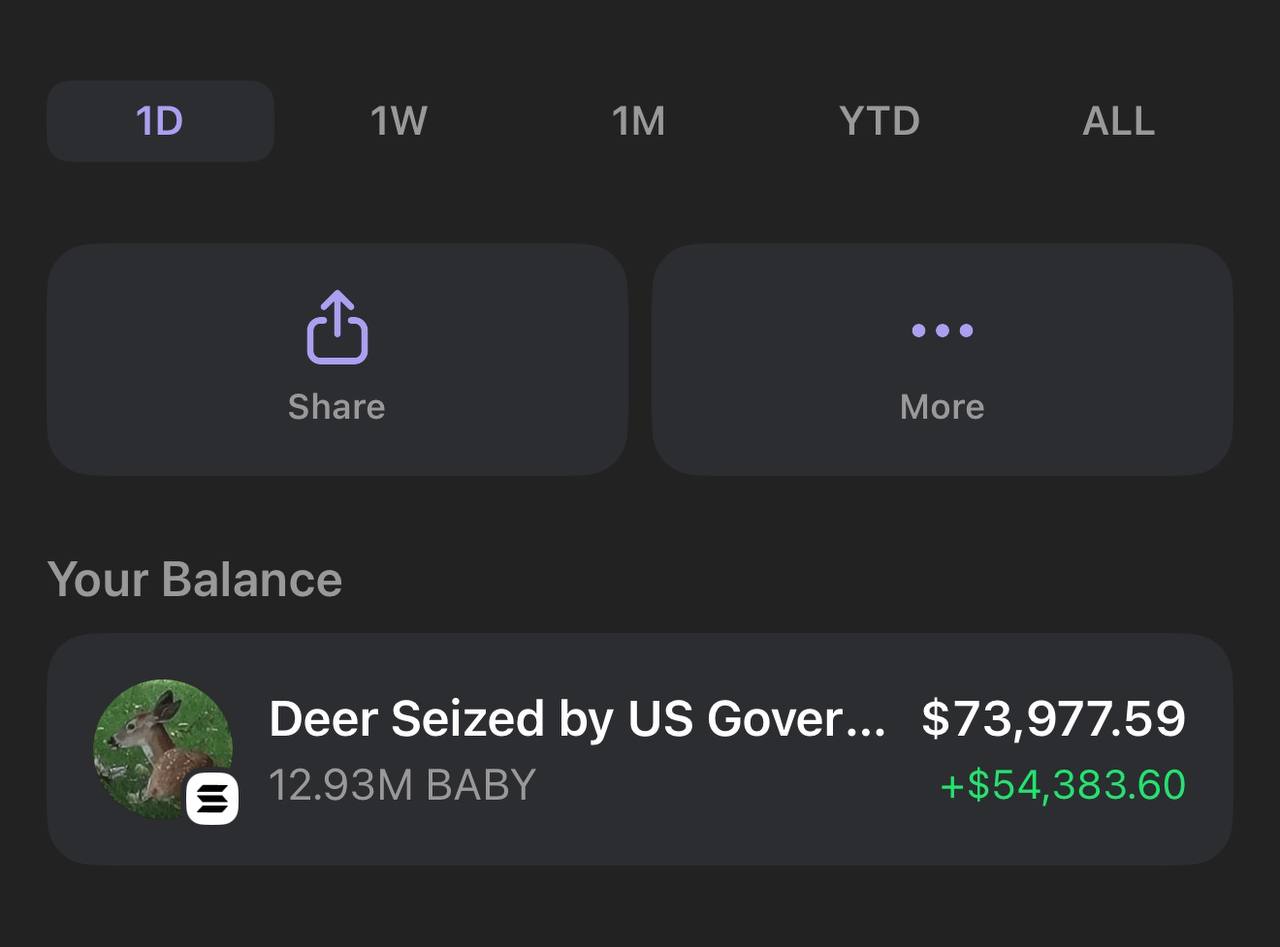 1D 1W 1M YTD ALL
Share More
Your Balance
Deer Seized by US Gover... $73,977.59
12.93M BABY +$54,383.60